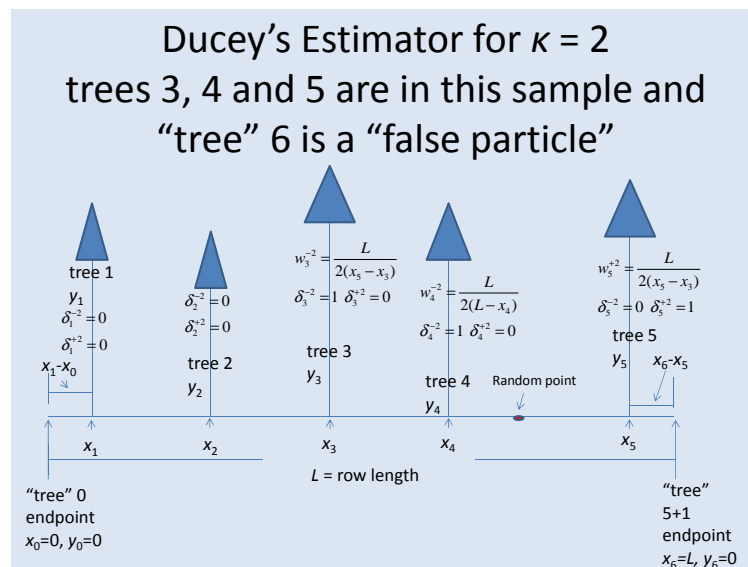 Ducey's Estimator for κ = 2
trees 3, 4 and 5 are in this sample and
"tree" 6 is a "false particle"
tree 1
y₁
δ₁⁻² = 0
δ₁⁺² = 0
x₁-x₀
δ₂⁻² = 0
δ₂⁺² = 0
tree 2
y₂
w₃⁻² = L / 2(x₅ − x₃)
δ₃⁻² = 1 δ₃⁺² = 0
tree 3
y₃
w₄⁻² = L / 2(L − x₄)
δ₄⁻² = 1 δ₄⁺² = 0
tree 4
y₄
Random point
w₅⁺² = L / 2(x₅ − x₃)
δ₅⁻² = 0 δ₅⁺² = 1
tree 5
y₅
x₆-x₅
x₁
x₂
x₃
x₄
x₅
L = row length
"tree" 0
endpoint
x₀=0, y₀=0
"tree"
5+1
endpoint
x₆=L, y₆=0